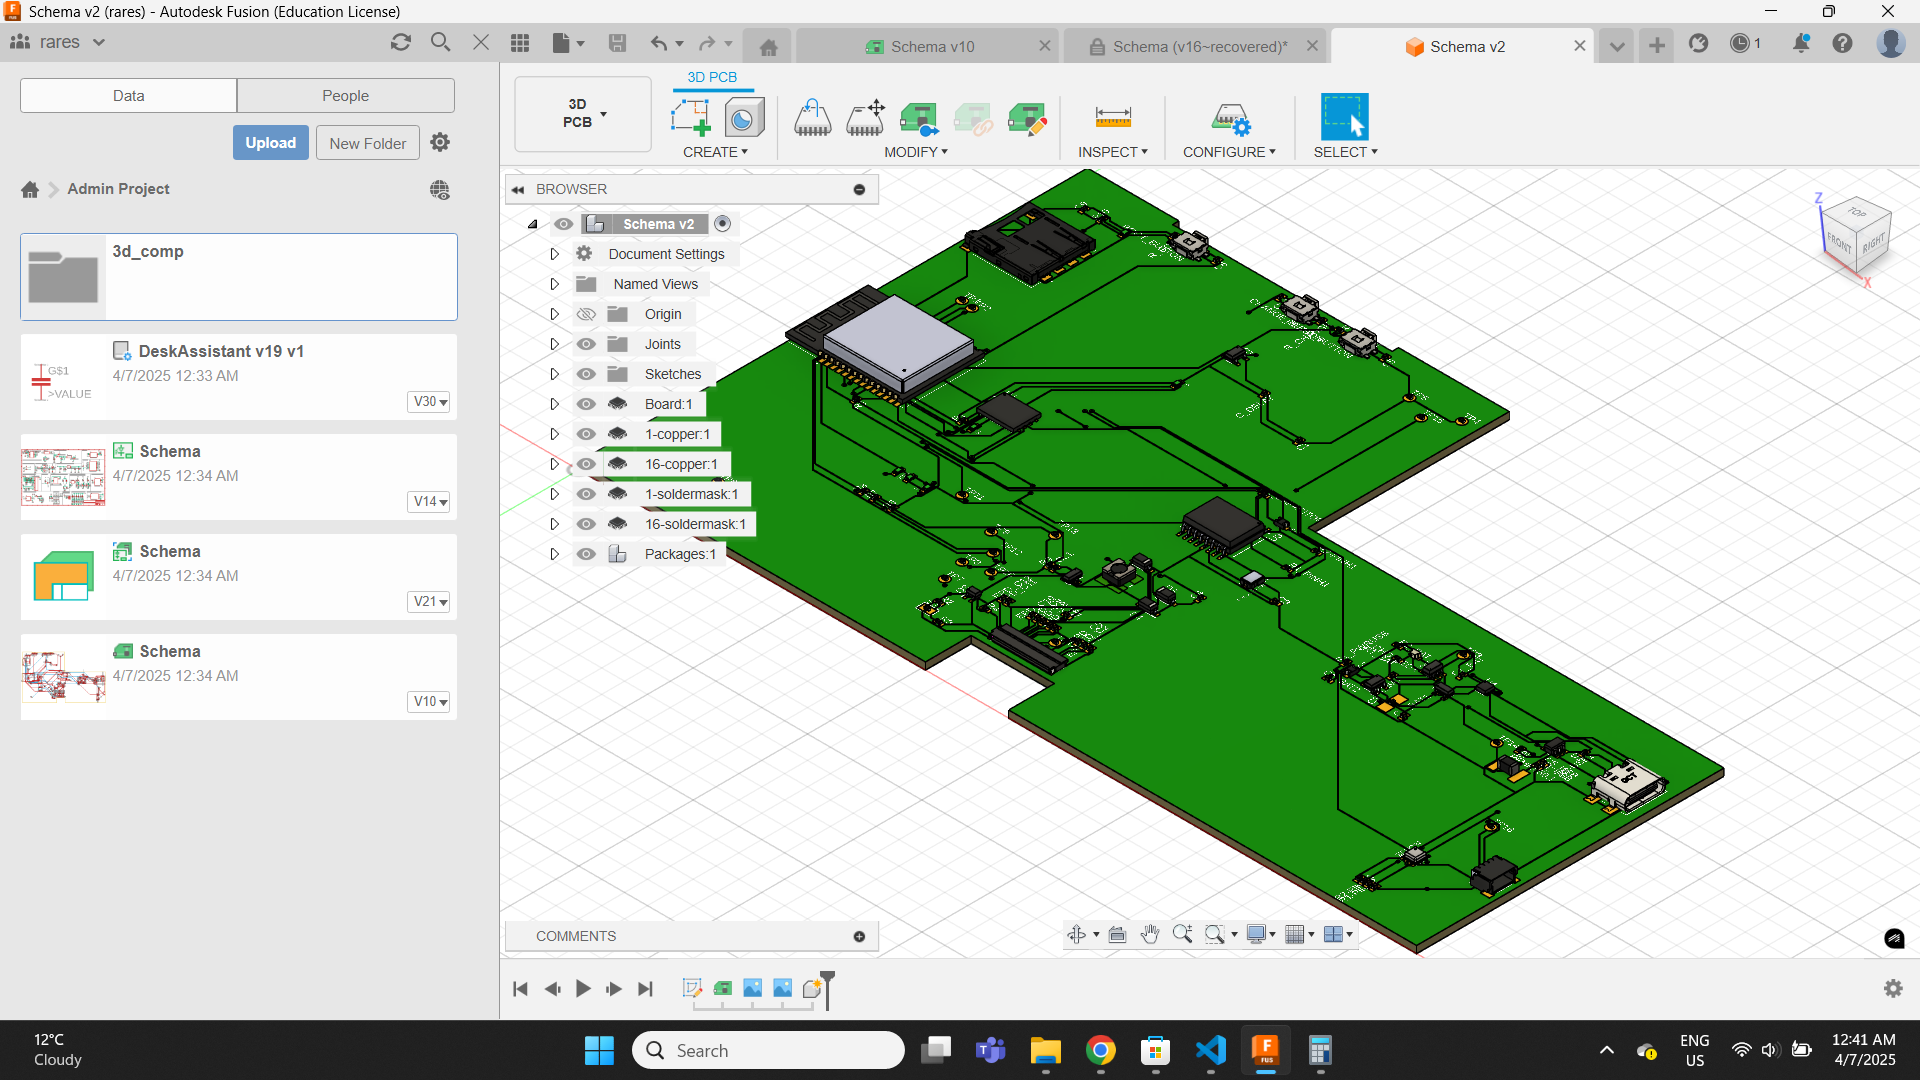 Schema v2 (rares) - Autodesk Fusion (Education License)
rares
Schema v10
Schema (v16~recovered)*
Schema v2
1
Data
People
Upload
New Folder
Admin Project
3d_comp
DeskAssistant v19 v1
4/7/2025 12:33 AM
V30
G$1
>VALUE
Schema
4/7/2025 12:34 AM
V14
Schema
4/7/2025 12:34 AM
V21
Schema
4/7/2025 12:34 AM
V10
3D PCB
3D
PCB
CREATE
MODIFY
INSPECT
CONFIGURE
SELECT
BROWSER
Schema v2
Document Settings
Named Views
Origin
Joints
Sketches
Board:1
1-copper:1
16-copper:1
1-soldermask:1
16-soldermask:1
Packages:1
Z
TOP
FRONT
RIGHT
X
COMMENTS
12°C
Cloudy
Search
ENG
US
12:41 AM
4/7/2025